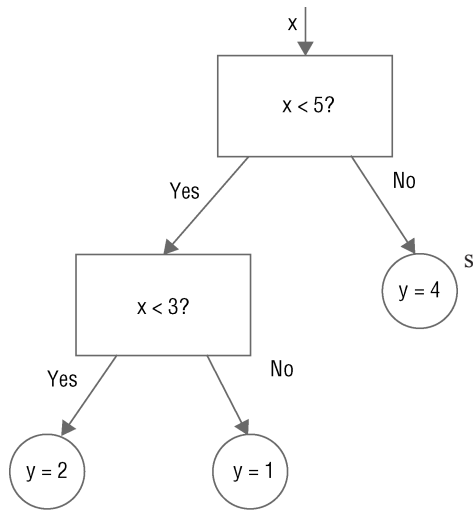 x
x < 5?
Yes
No
s
x < 3?
y = 4
Yes
No
y = 2
y = 1